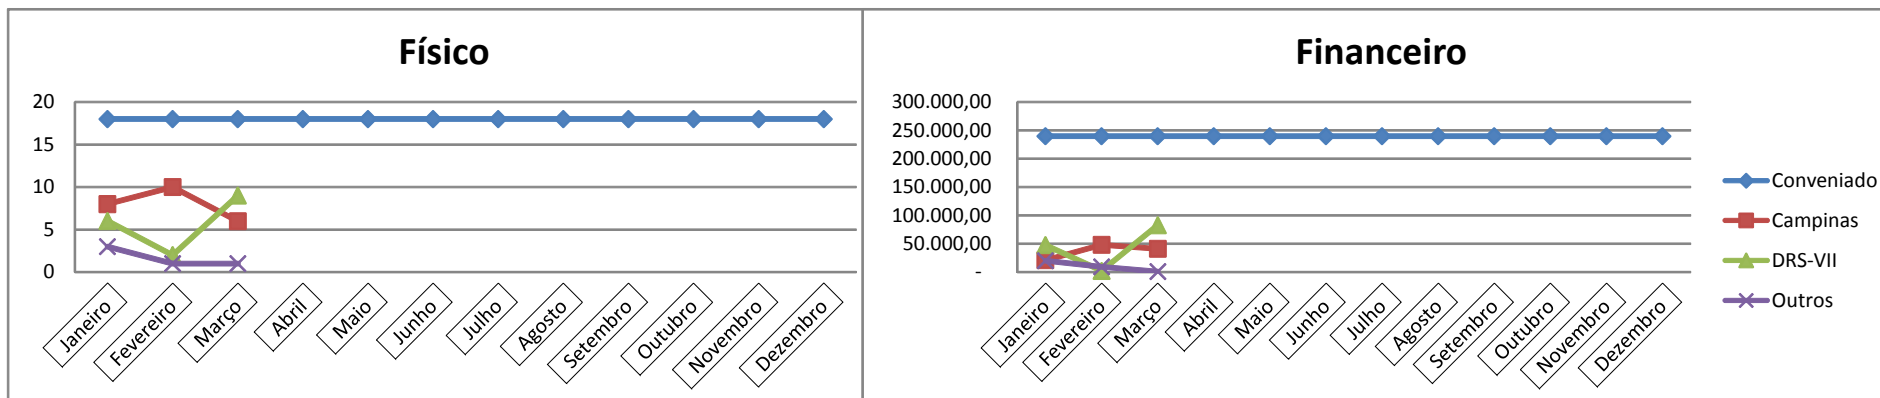 Físico
20
15
10
5
0
Janeiro
Fevereiro
Março
Abril
Maio
Junho
Julho
Agosto
Setembro
Outubro
Novembro
Dezembro
Financeiro
300.000,00
250.000,00
200.000,00
150.000,00
100.000,00
50.000,00
-
Janeiro
Fevereiro
Março
Abril
Maio
Junho
Julho
Agosto
Setembro
Outubro
Novembro
Dezembro
Conveniado
Campinas
DRS-VII
Outros